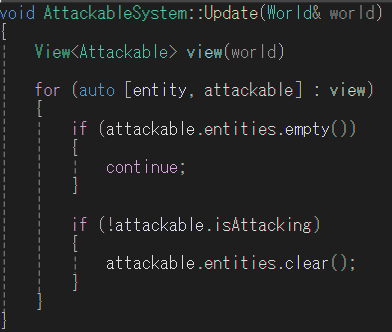 void AttackableSystem::Update(World& world)
{
    View<Attackable> view(world)

    for (auto [entity, attackable] : view)
    {
        if (attackable.entities.empty())
        {
            continue;
        }

        if (!attackable.isAttacking)
        {
            attackable.entities.clear();
        }
    }
}